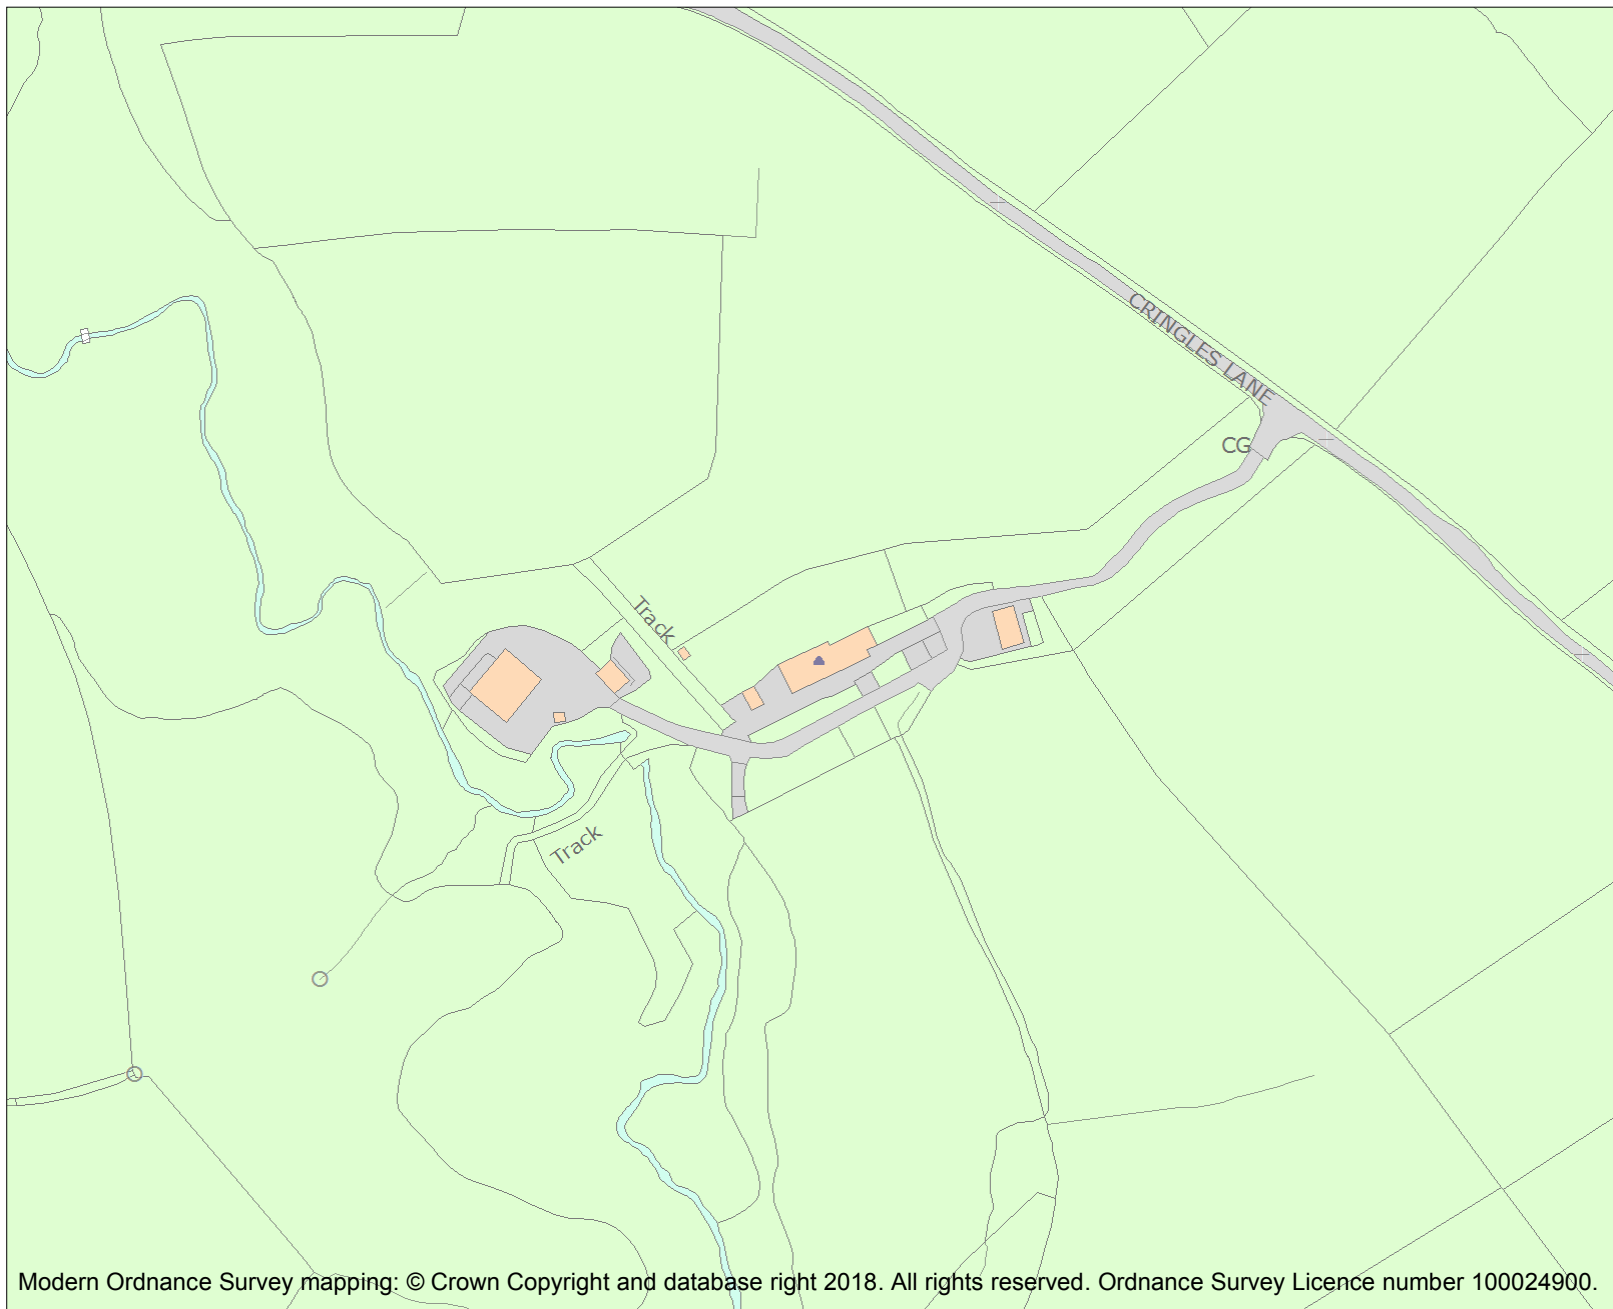 CRINGLES LANE
CG
Track
Track
Modern Ordnance Survey mapping: © Crown Copyright and database right 2018. All rights reserved. Ordnance Survey Licence number 100024900.